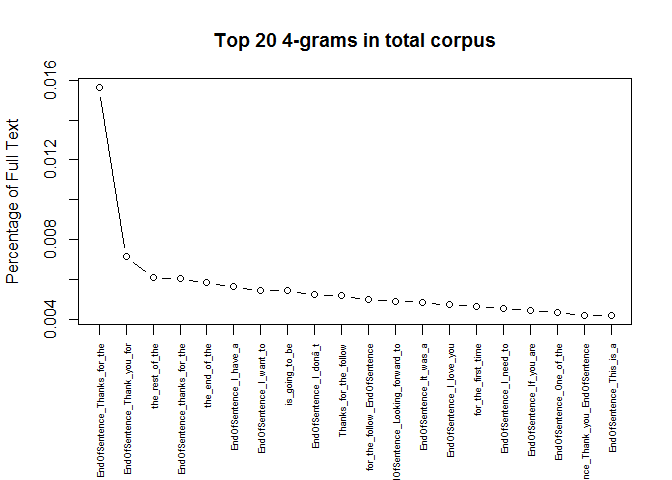 Top 20 4-grams in total corpus
Percentage of Full Text
0.016
0.012
0.008
0.004
EndOfSentence_Thanks_for_the
EndOfSentence_Thank_you_for
the_rest_of_the
EndOfSentence_thanks_for_the
the_end_of_the
EndOfSentence_I_have_a
EndOfSentence_I_want_to
is_going_to_be
EndOfSentence_I_donâ_t
Thanks_for_the_follow
for_the_follow_EndOfSentence
lOfSentence_Looking_forward_to
EndOfSentence_It_was_a
EndOfSentence_I_love_you
for_the_first_time
EndOfSentence_I_need_to
EndOfSentence_If_you_are
EndOfSentence_One_of_the
nce_Thank_you_EndOfSentence
EndOfSentence_This_is_a